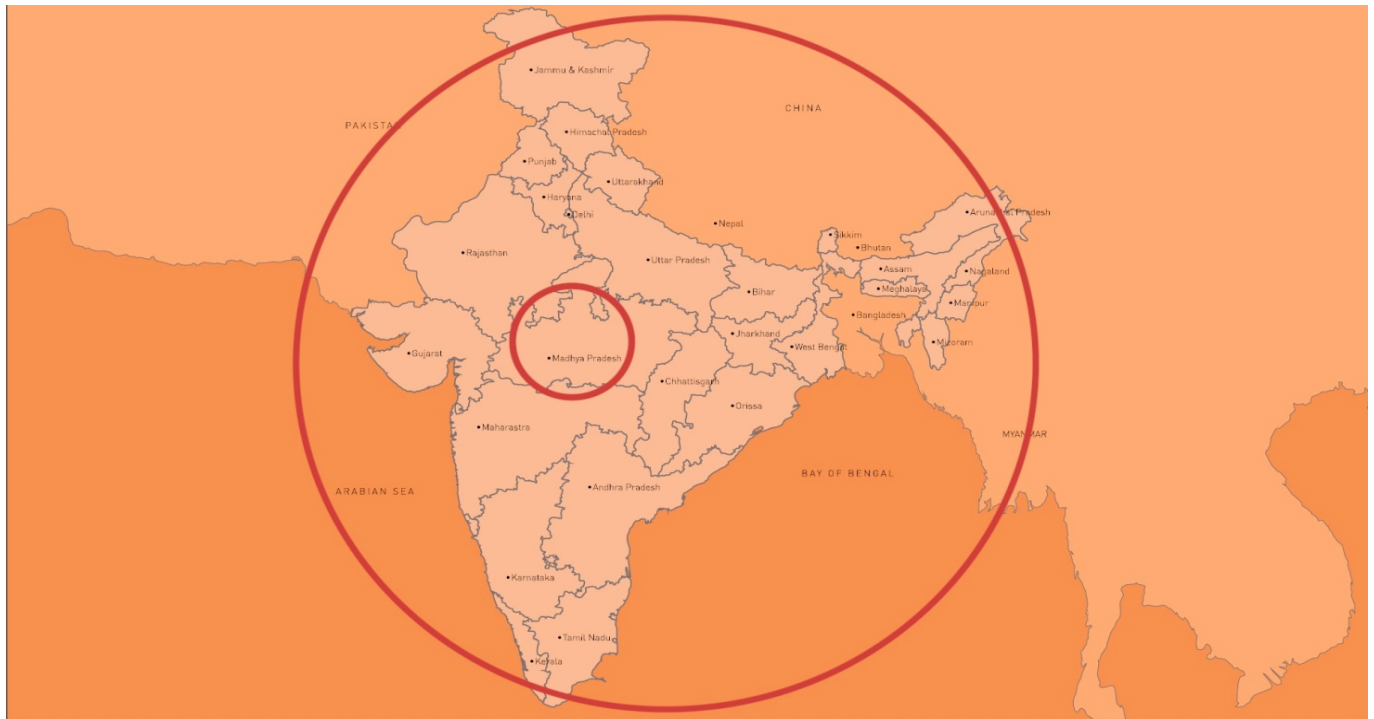 Jammu & Kashmir
CHINA
PAKISTA
Himachal Pradesh
Punjab
Uttarakhand
Haryana
Delhi
Arunachal Pradesh
Nepal
Sikkim
Bhutan
Rajasthan
Uttar Pradesh
Assam
Nagaland
Meghalaya
Bihar
Manipur
Bangladesh
Jharkhand
Mizoram
West Bengal
Gujarat
Madhya Pradesh
Chhattisgarh
Orissa
Maharastra
MYANMAR
BAY OF BENGAL
Andhra Pradesh
ARABIAN SEA
Karnataka
Tamil Nadu
Kerala